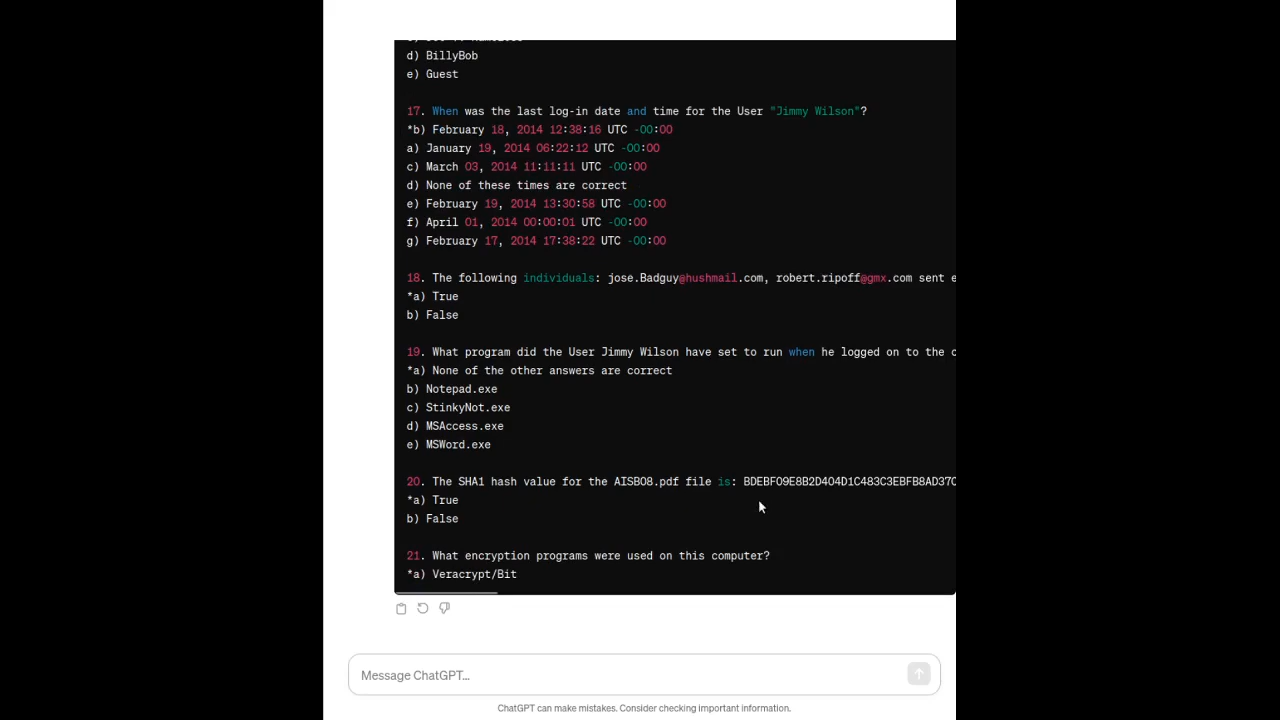 d) BillyBob
e) Guest
17. When was the last log-in date and time for the User "Jimmy Wilson"?
*b) February 18, 2014 12:38:16 UTC -00:00
a) January 19, 2014 06:22:12 UTC -00:00
c) March 03, 2014 11:11:11 UTC -00:00
d) None of these times are correct
e) February 19, 2014 13:30:58 UTC -00:00
f) April 01, 2014 00:00:01 UTC -00:00
g) February 17, 2014 17:38:22 UTC -00:00
18. The following individuals: jose.Badguy@hushmail.com, robert.ripoff@gmx.com sent e
*a) True
b) False
19. What program did the User Jimmy Wilson have set to run when he logged on to the c
*a) None of the other answers are correct
b) Notepad.exe
c) StinkyNot.exe
d) MSAccess.exe
e) MSWord.exe
20. The SHA1 hash value for the AISB08.pdf file is: BDEBF09E8B2D404D1C483C3EBFB8AD37C
*a) True
b) False
21. What encryption programs were used on this computer?
*a) Veracrypt/Bit
Message ChatGPT...
ChatGPT can make mistakes. Consider checking important information.